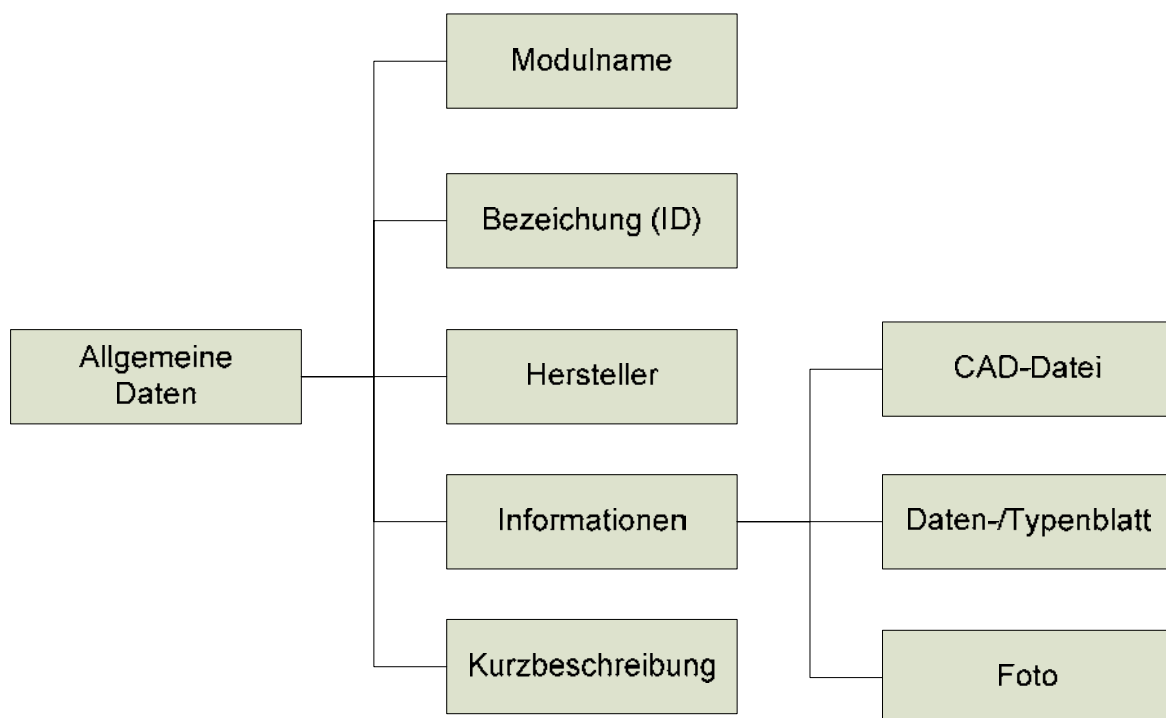 Modulname
Bezeichung (ID)
Allgemeine
Daten
Hersteller
CAD-Datei
Informationen
Daten-/Typenblatt
Kurzbeschreibung
Foto